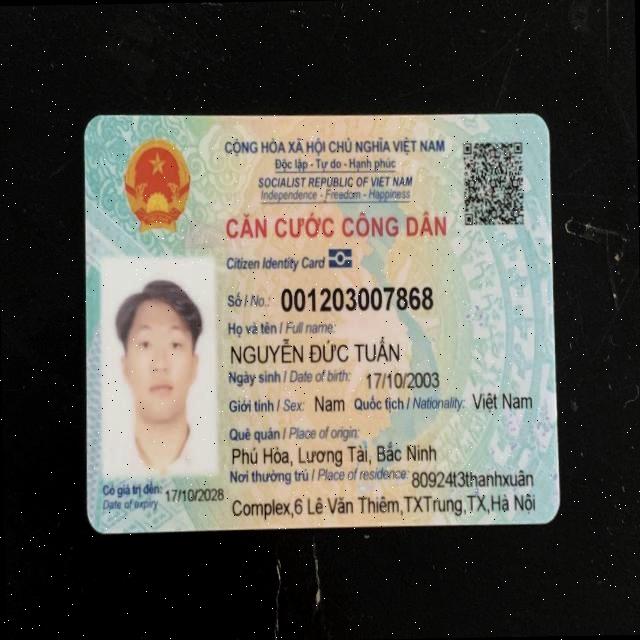 CỘNG HÒA XÃ HỘI CHỦ NGHĨA VIỆT NAM
Độc lập - Tự do - Hạnh phúc
SOCIALIST REPUBLIC OF VIET NAM
Independence - Freedom - Happiness
CĂN CƯỚC CÔNG DÂN
Citizen Identity Card
Số / No.: 001203007868
Họ và tên / Full name:
NGUYỄN ĐỨC TUẤN
Ngày sinh / Date of birth: 17/10/2003
Giới tính / Sex: Nam Quốc tịch / Nationality: Việt Nam
Quê quán / Place of origin:
Phú Hòa, Lương Tài, Bắc Ninh
Nơi thường trú / Place of residence: 80924t3thanhxuân
Complex,6 Lê Văn Thiêm,TXTrung,TX,Hà Nội
Có giá trị đến: 17/10/2028
Date of expiry